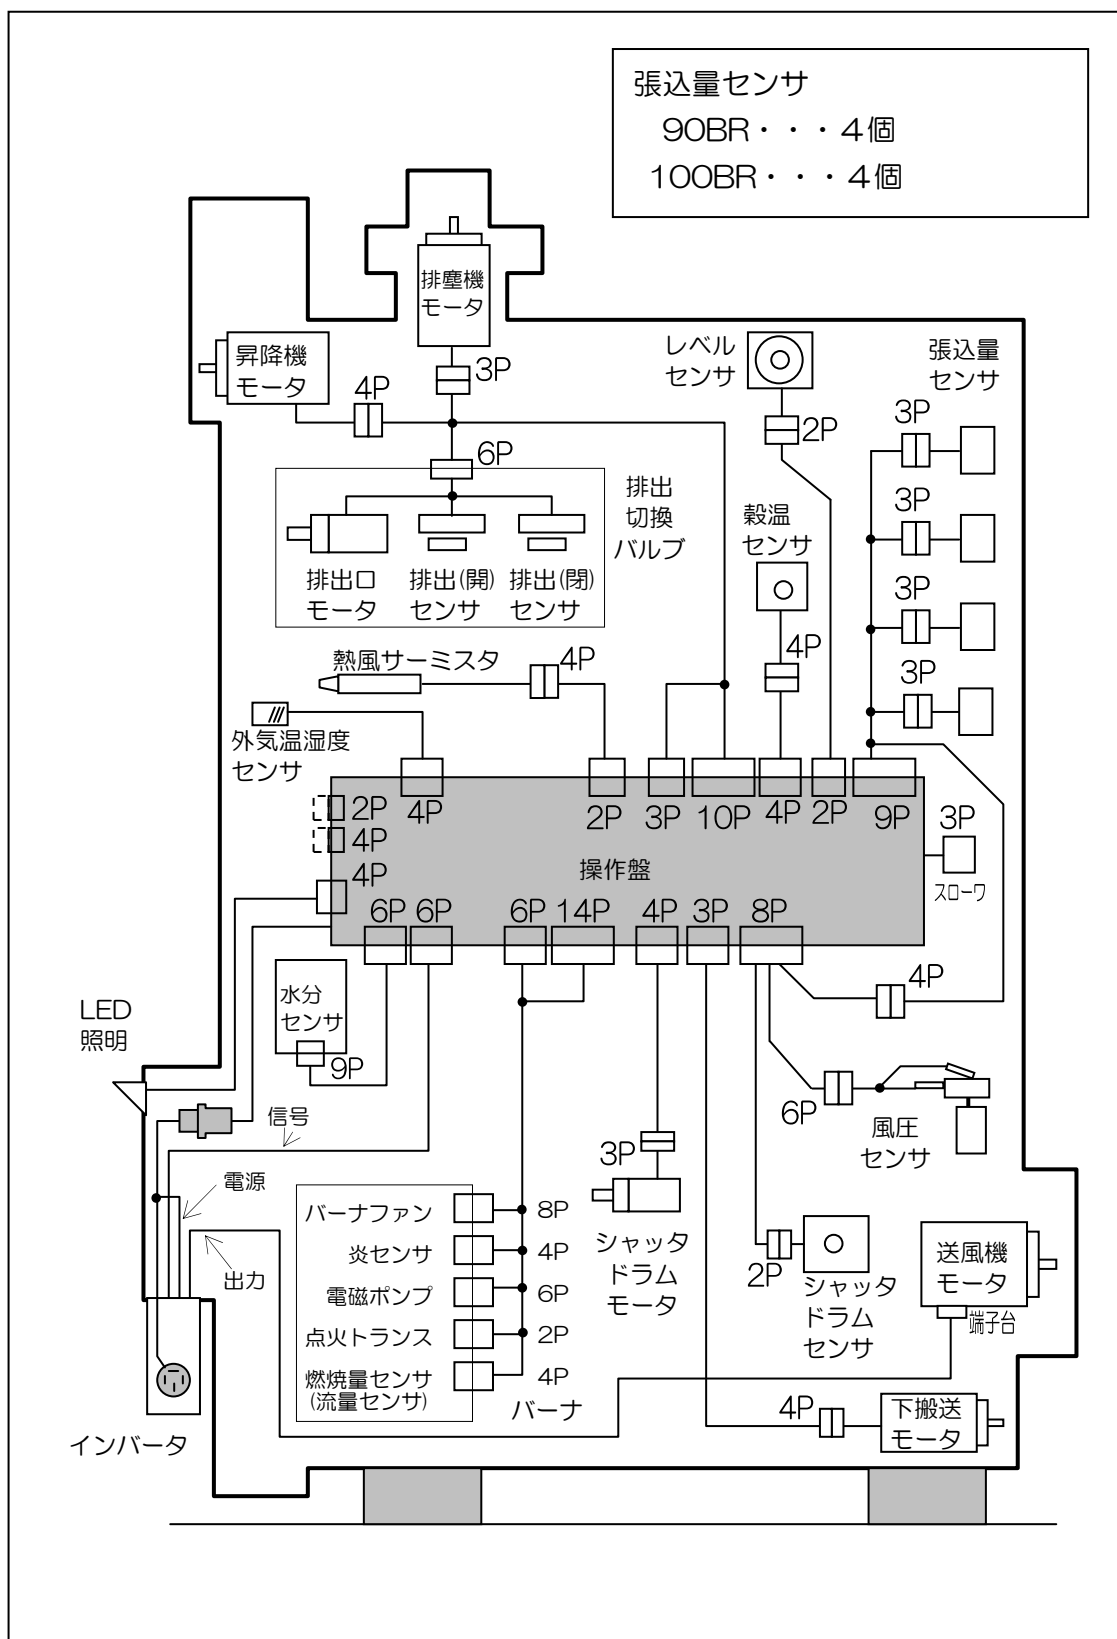 張込量センサ
90BR・・・4個
100BR・・・4個
排塵機
モータ
昇降機
モータ
3P
4P
レベル
センサ
2P
張込量
センサ
3P
3P
3P
3P
6P
排出
切換
バルブ
排出口
モータ
排出(開)
センサ
排出(閉)
センサ
穀温
センサ
4P
熱風サーミスタ
4P
外気温湿度
センサ
2P
4P
4P
4P
2P
3P
10P
4P
2P
9P
操作盤
3P
スローワ
6P
6P
6P
14P
4P
3P
8P
水分
センサ
9P
4P
LED
照明
信号
電源
出力
インバータ
6P
風圧
センサ
3P
シャッタ
ドラム
モータ
バーナファン
8P
炎センサ
4P
電磁ポンプ
6P
点火トランス
2P
燃焼量センサ
(流量センサ)
4P
バーナ
2P
シャッタ
ドラム
センサ
送風機
モータ
端子台
4P
下搬送
モータ